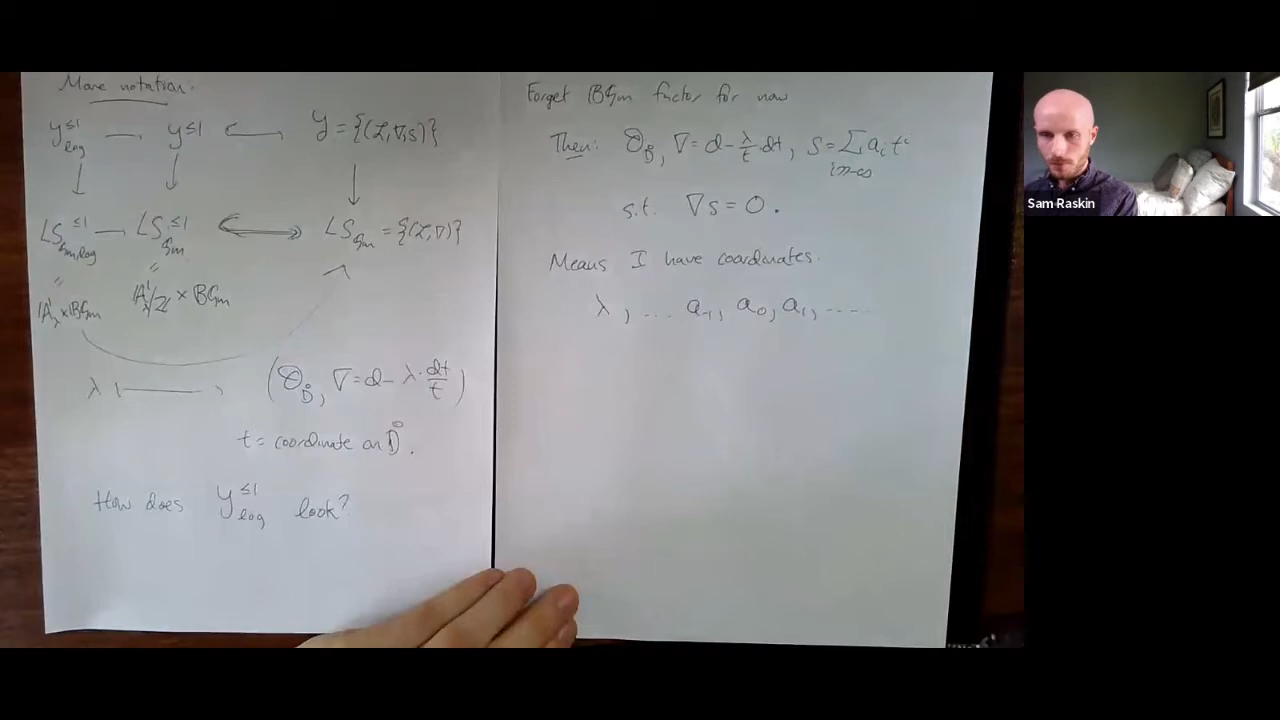 More notation:
Y^{≤1}_{log} → Y^{≤1} ↪ Y = {(L,∇,s)}
LS^{≤1}_{Gm,log} → LS^{≤1}_{Gm} ↪ LS_{Gm} = {(L,∇)}
= =
A^1_λ × BGm A^1_λ/Z × BGm
λ ↦ (O_{D°}, ∇ = d - λ·dt/t)
t = coordinate on D°.
How does Y^{≤1}_{log} look?
Forget BGm factor for now
Then: O_{D°}, ∇ = d - λ/t dt, s = Σ a_i t^i
i>>-∞
s.t. ∇s = 0.
Means I have coordinates.
λ, ... a_{-1}, a_0, a_1, ....
Sam-Raskin